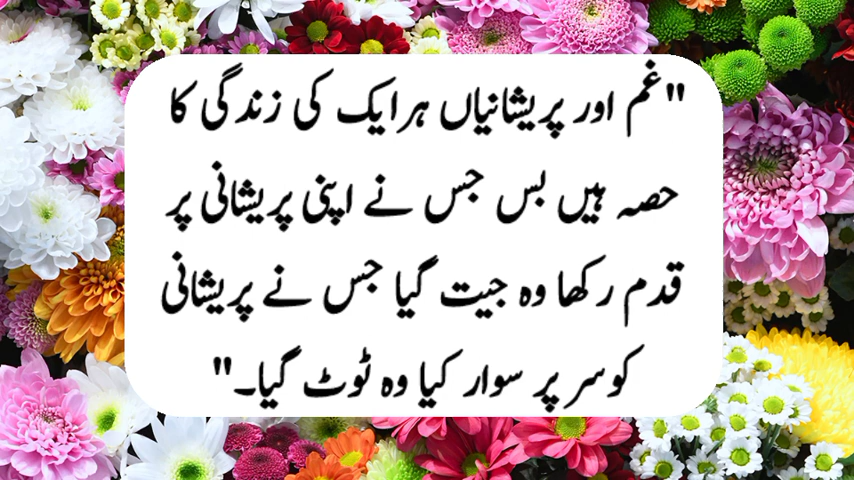 "غم اور پریشانیاں ہر ایک کی زندگی کا
حصہ ہیں بس جس نے اپنی پریشانی پر
قدم رکھا وہ جیت گیا جس نے پریشانی
کو سر پر سوار کیا وہ ٹوٹ گیا۔"